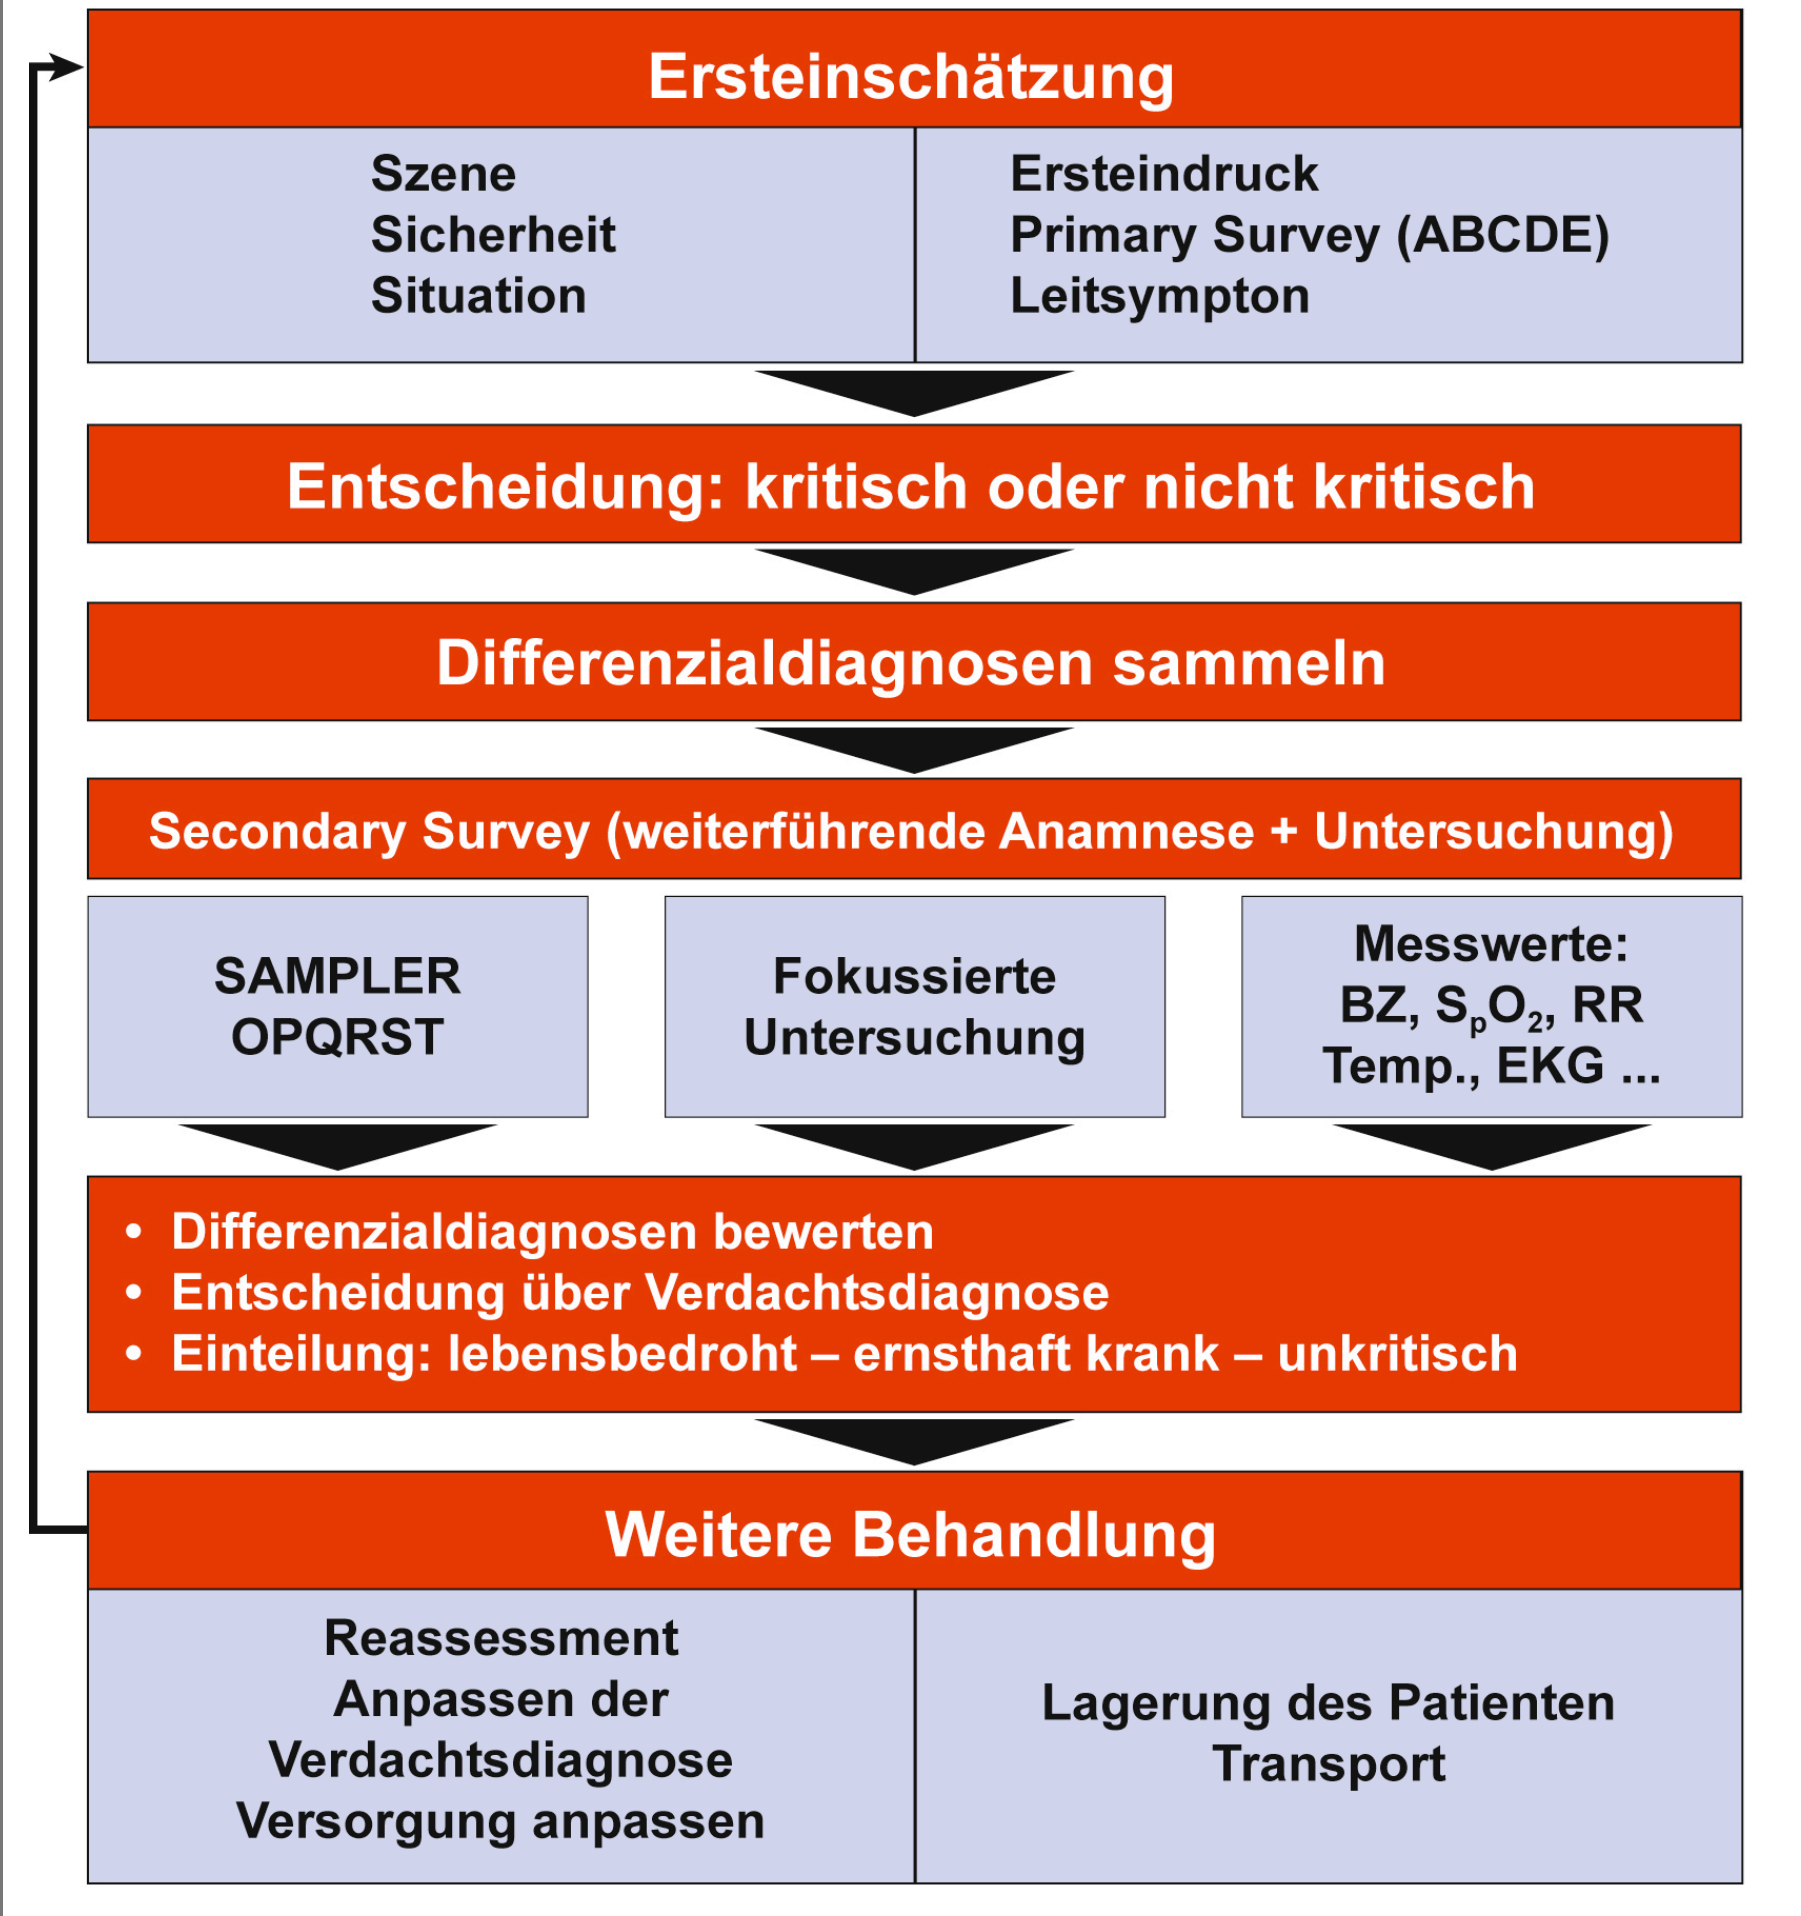 Ersteinschätzung
Szene
Sicherheit
Situation
Ersteindruck
Primary Survey (ABCDE)
Leitsympton
Entscheidung: kritisch oder nicht kritisch
Differenzialdiagnosen sammeln
Secondary Survey (weiterführende Anamnese + Untersuchung)
SAMPLER
OPQRST
Fokussierte
Untersuchung
Messwerte:
BZ, SpO2, RR
Temp., EKG ...
• Differenzialdiagnosen bewerten
• Entscheidung über Verdachtsdiagnose
• Einteilung: lebensbedroht – ernsthaft krank – unkritisch
Weitere Behandlung
Reassessment
Anpassen der
Verdachtsdiagnose
Versorgung anpassen
Lagerung des Patienten
Transport